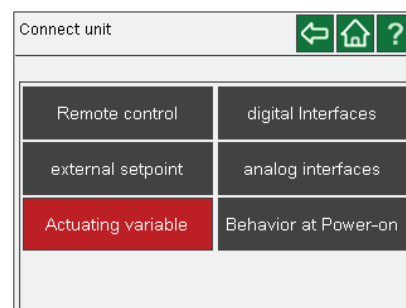 Connect unit
?
Remote control
digital Interfaces
external setpoint
analog interfaces
Actuating variable
Behavior at Power-on